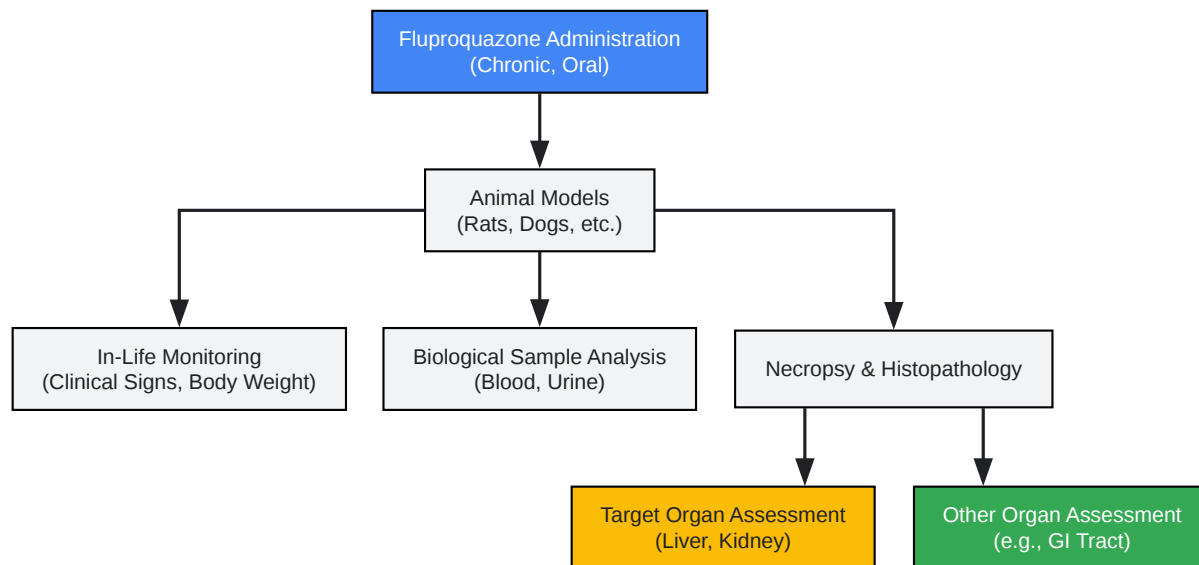 Fluproquazone Administration
(Chronic, Oral)
Animal Models
(Rats, Dogs, etc.)
In-Life Monitoring
(Clinical Signs, Body Weight)
Biological Sample Analysis
(Blood, Urine)
Necropsy & Histopathology
Target Organ Assessment
(Liver, Kidney)
Other Organ Assessment
(e.g., GI Tract)